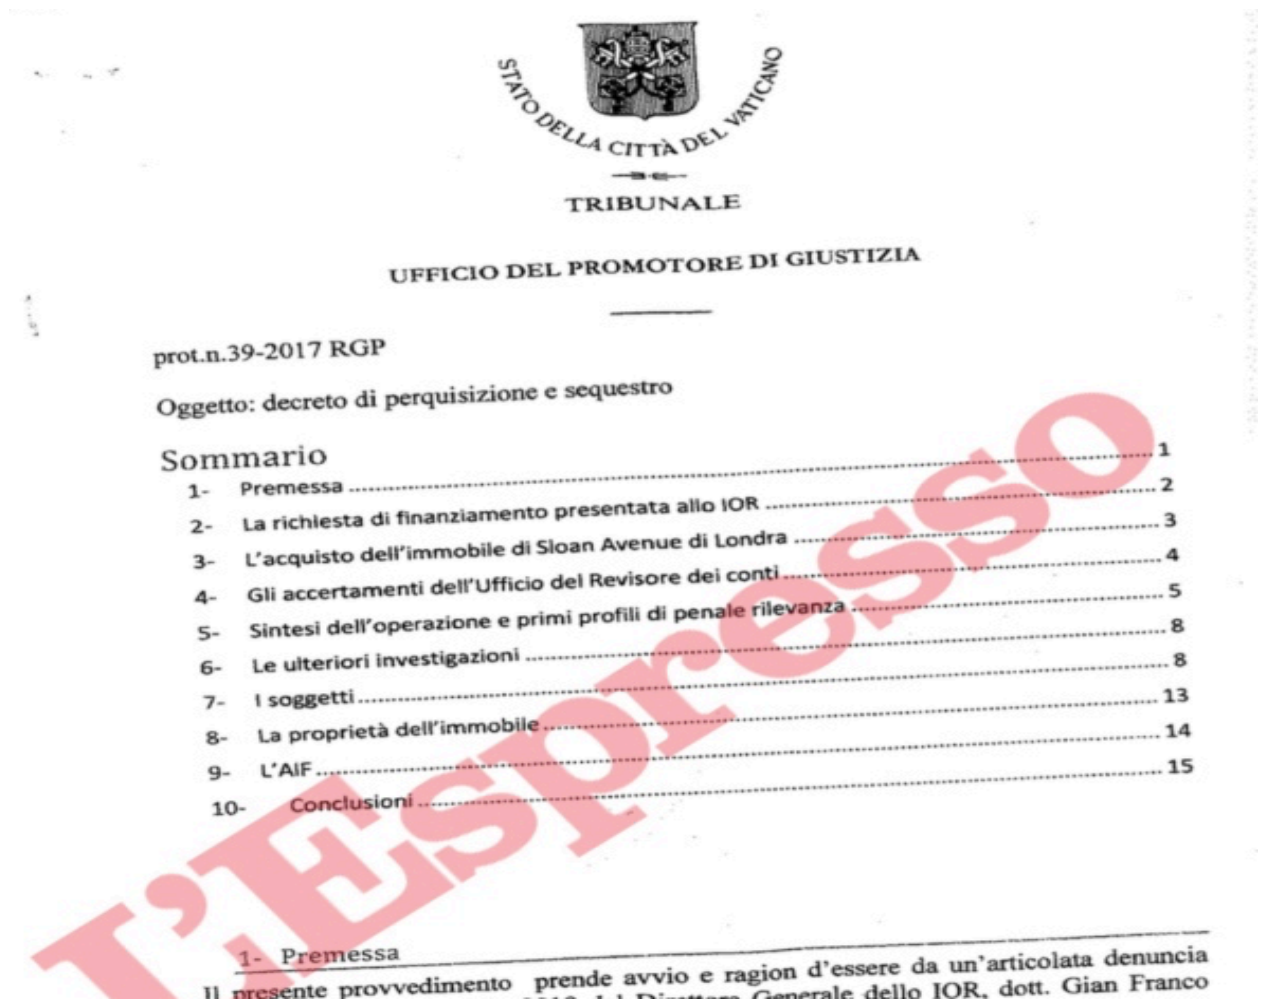 STATO DELLA CITTÀ DEL VATICANO
TRIBUNALE
UFFICIO DEL PROMOTORE DI GIUSTIZIA
prot.n.39-2017 RGP
Oggetto: decreto di perquisizione e sequestro
Sommario
1- Premessa 1
2- La richiesta di finanziamento presentata allo IOR 2
3- L'acquisto dell'immobile di Sloan Avenue di Londra 3
4- Gli accertamenti dell'Ufficio del Revisore dei conti 4
5- Sintesi dell'operazione e primi profili di penale rilevanza 5
6- Le ulteriori investigazioni 8
7- I soggetti 8
8- La proprietà dell'immobile 13
9- L'AIF 14
10- Conclusioni 15
L'Espresso
1- Premessa
Il presente provvedimento prende avvio e ragion d'essere da un'articolata denuncia
Direttore Generale dello IOR, dott. Gian Franco